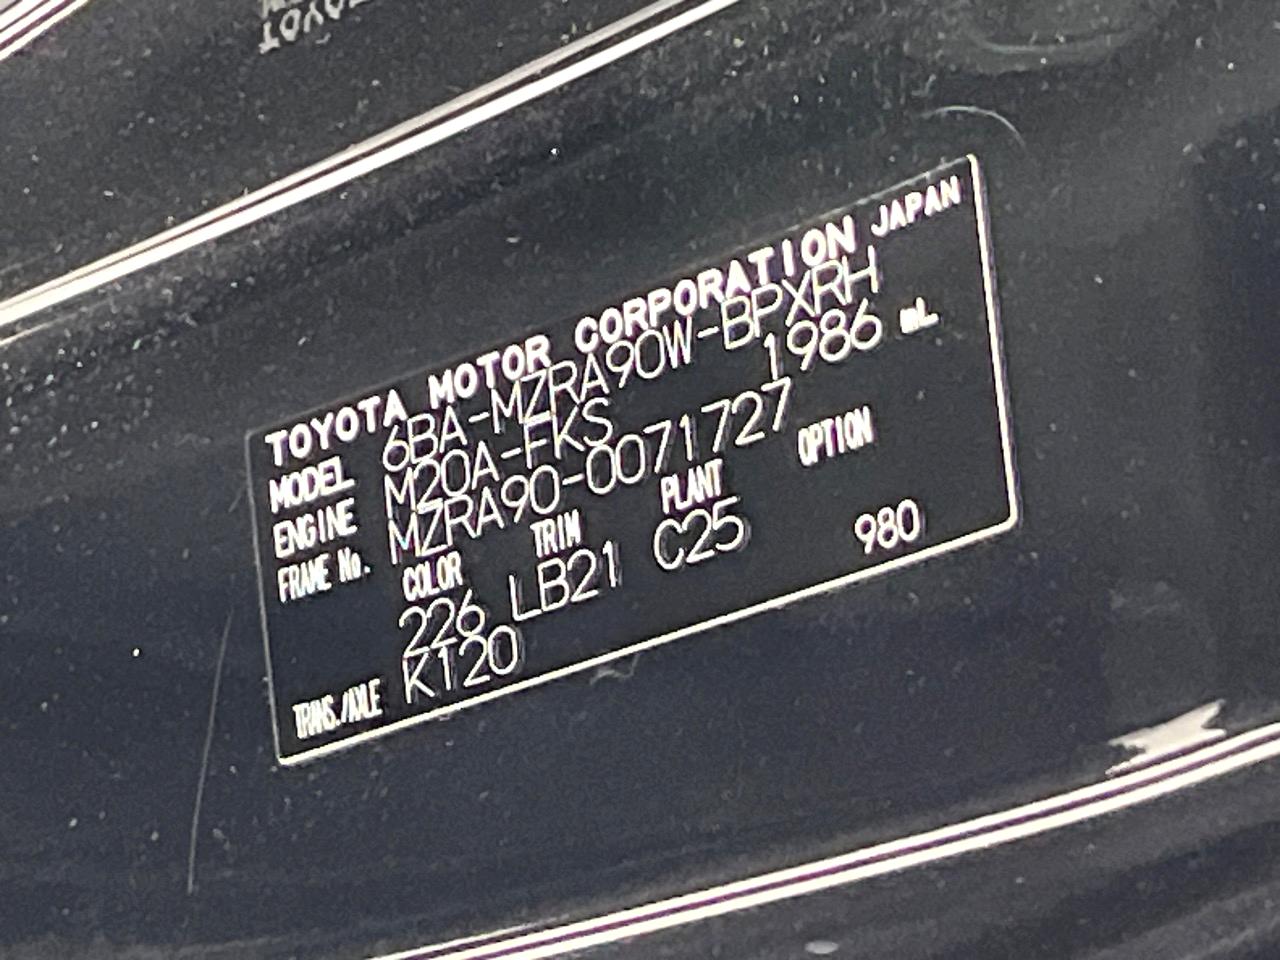 TOYOTA MOTOR CORPORATION JAPAN
MODEL 6BA-MZRA90W-BPXRH
ENGINE M20A-FKS 1986 mL
FRAME No. MZRA90-0071727
COLOR TRIM PLANT OPTION
226 LB21 C25 980
TRANS./AXLE K120